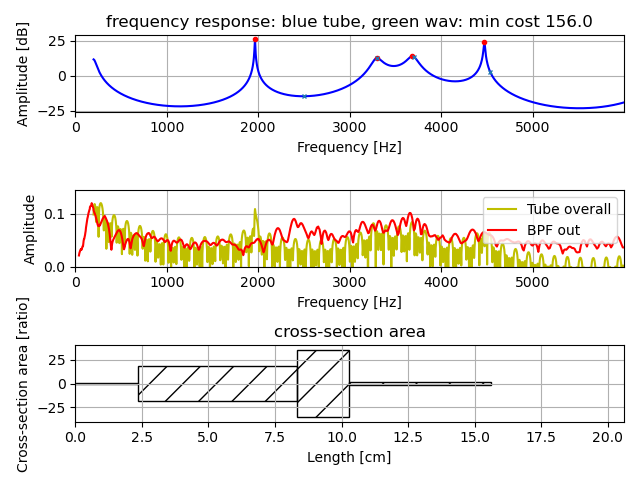 frequency response: blue tube, green wav: min cost 156.0
Amplitude [dB]
25
0
−25
0 1000 2000 3000 4000 5000
Frequency [Hz]
Amplitude
0.1
0.0
Tube overall
BPF out
0 1000 2000 3000 4000 5000
Frequency [Hz]
cross-section area
Cross-section area [ratio]
25
0
−25
0.0 2.5 5.0 7.5 10.0 12.5 15.0 17.5 20.0
Length [cm]